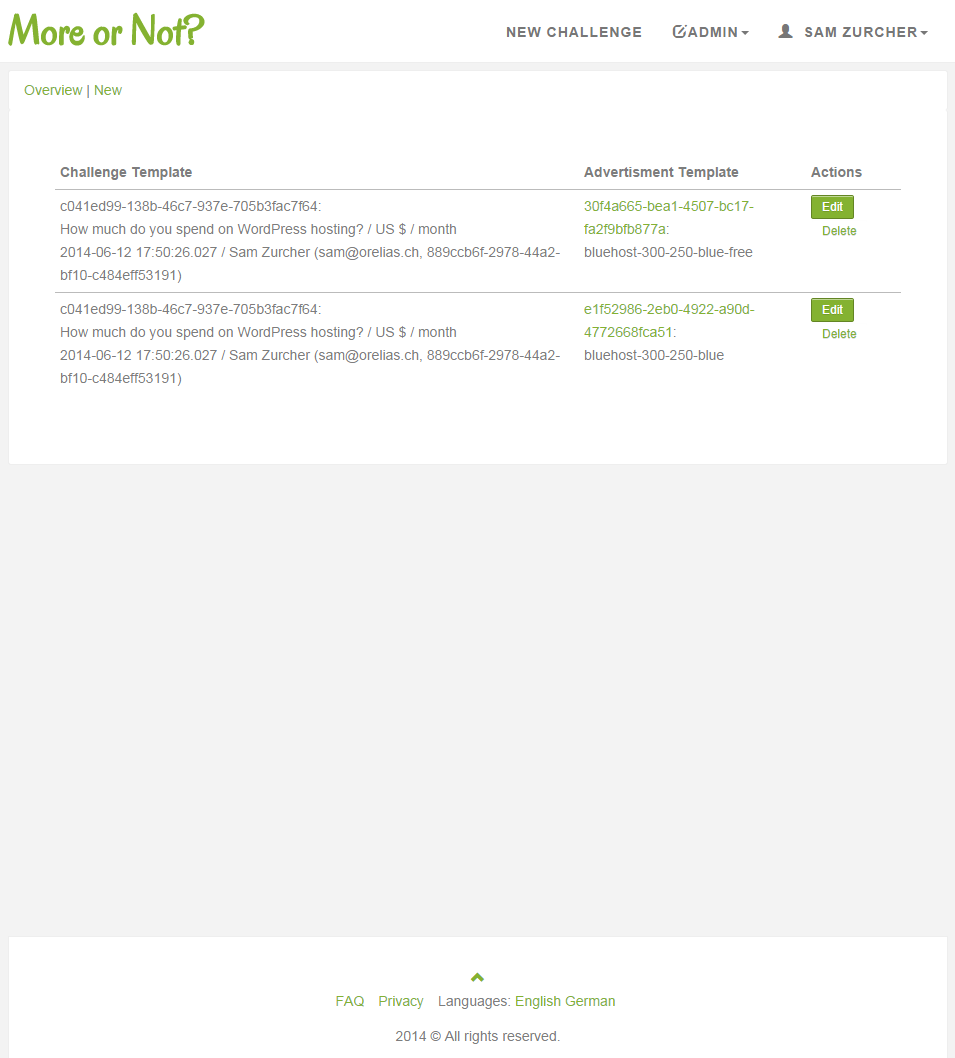 More or Not?
NEW CHALLENGE ADMIN SAM ZURCHER
Overview | New
Challenge Template Advertisment Template Actions
c041ed99-138b-46c7-937e-705b3fac7f64:
How much do you spend on WordPress hosting? / US $ / month
2014-06-12 17:50:26.027 / Sam Zurcher (sam@orelias.ch, 889ccb6f-2978-44a2-
bf10-c484eff53191)
30f4a665-bea1-4507-bc17-
fa2f9bfb877a:
bluehost-300-250-blue-free
Edit
Delete
c041ed99-138b-46c7-937e-705b3fac7f64:
How much do you spend on WordPress hosting? / US $ / month
2014-06-12 17:50:26.027 / Sam Zurcher (sam@orelias.ch, 889ccb6f-2978-44a2-
bf10-c484eff53191)
e1f52986-2eb0-4922-a90d-
4772668fca51:
bluehost-300-250-blue
Edit
Delete
FAQ Privacy Languages: English German
2014 © All rights reserved.